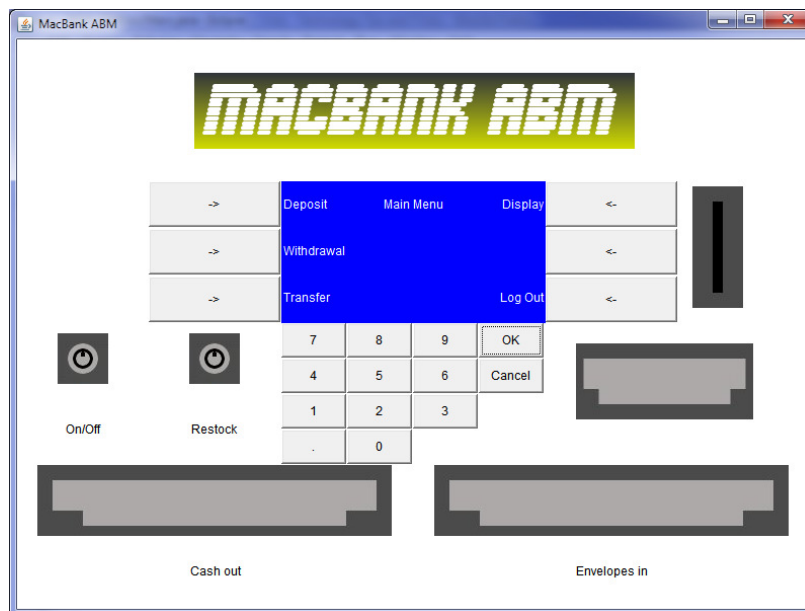 MacBank ABM
MACBANK ABM
-> Deposit Main Menu Display <-
-> Withdrawal <-
-> Transfer Log Out <-
7 8 9 OK
4 5 6 Cancel
1 2 3
. 0
On/Off Restock
Cash out Envelopes in